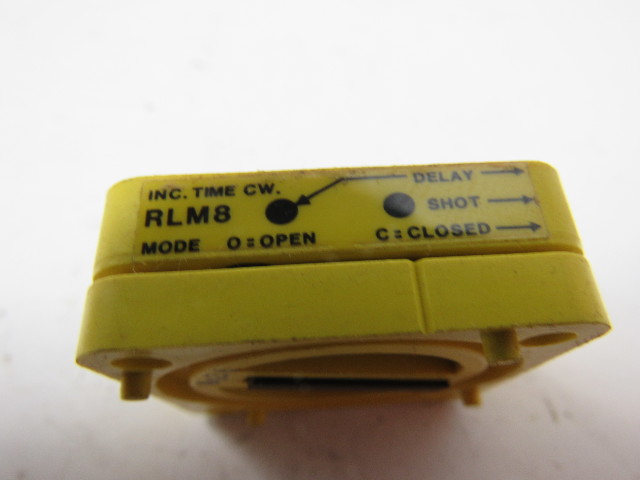 INC. TIME CW. DELAY
RLM8 SHOT
MODE O=OPEN C=CLOSED